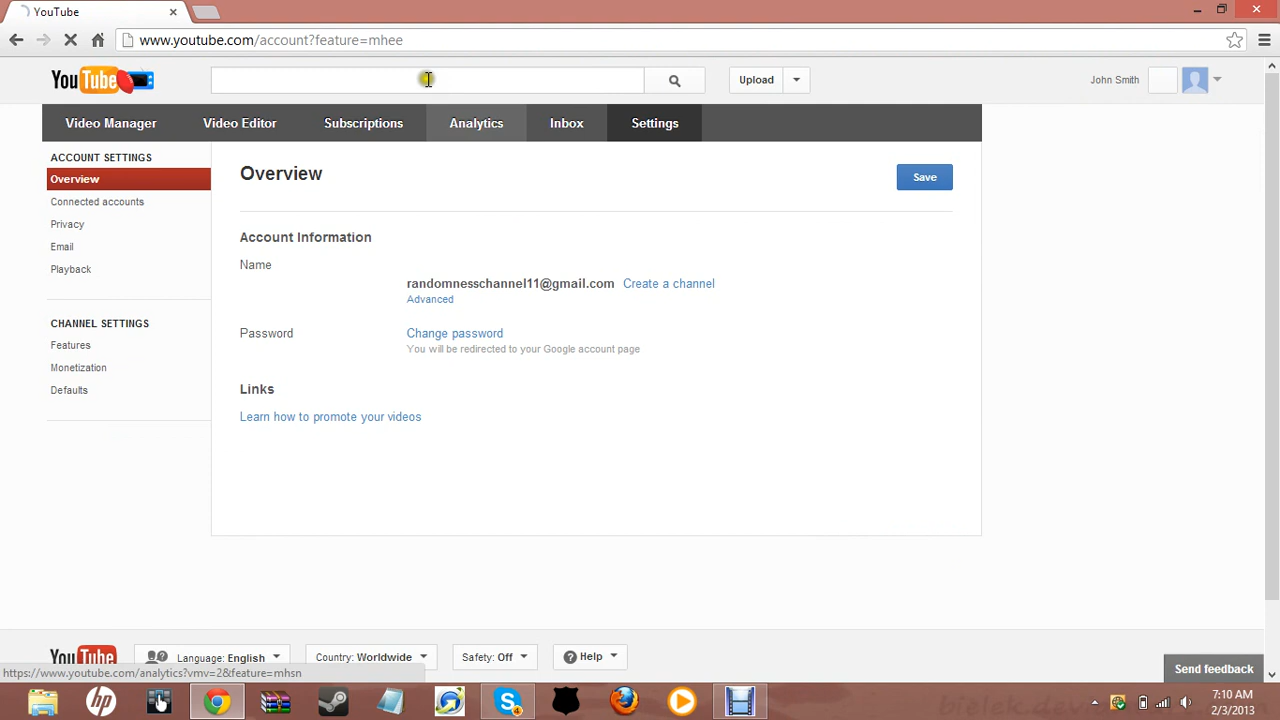 YouTube
www.youtube.com/account?feature=mhee
YouTube
Upload
John Smith
Video Manager
Video Editor
Subscriptions
Analytics
Inbox
Settings
ACCOUNT SETTINGS
Overview
Connected accounts
Privacy
Email
Playback
CHANNEL SETTINGS
Features
Monetization
Defaults
Overview
Save
Account Information
Name
randomnesschannel11@gmail.com Create a channel
Advanced
Password
Change password
You will be redirected to your Google account page
Links
Learn how to promote your videos
YouTube
Language: English
Country: Worldwide
Safety: Off
Help
Send feedback
https://www.youtube.com/analytics?vmv=2&feature=mhsn
hp
7:10 AM
2/3/2013